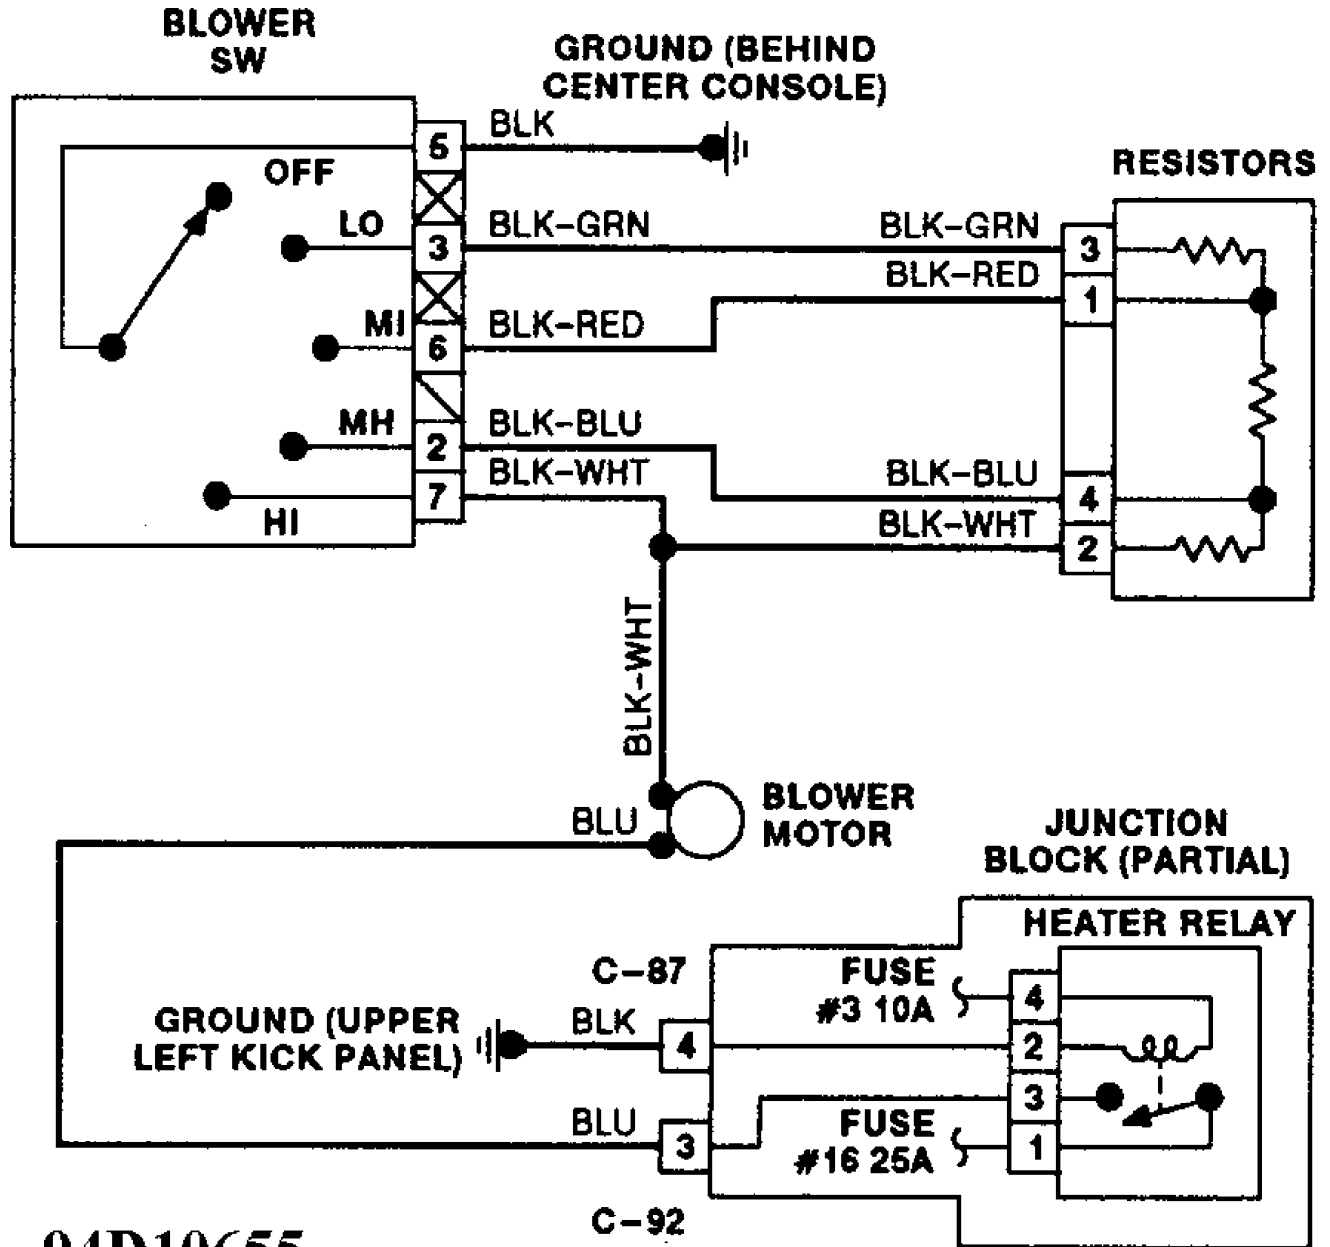 BLOWER
SW
GROUND (BEHIND
CENTER CONSOLE)
RESISTORS
5
BLK
OFF
LO
3
BLK-GRN
BLK-GRN
3
BLK-RED
1
MI
6
BLK-RED
MH
2
BLK-BLU
BLK-WHT
7
HI
BLK-BLU
4
BLK-WHT
2
BLK-WHT
BLU
BLOWER
MOTOR
JUNCTION
BLOCK (PARTIAL)
HEATER RELAY
C-87
FUSE
#3 10A
4
GROUND (UPPER
LEFT KICK PANEL)
BLK
4
2
3
BLU
3
FUSE
#16 25A
1
C-92
94D10655